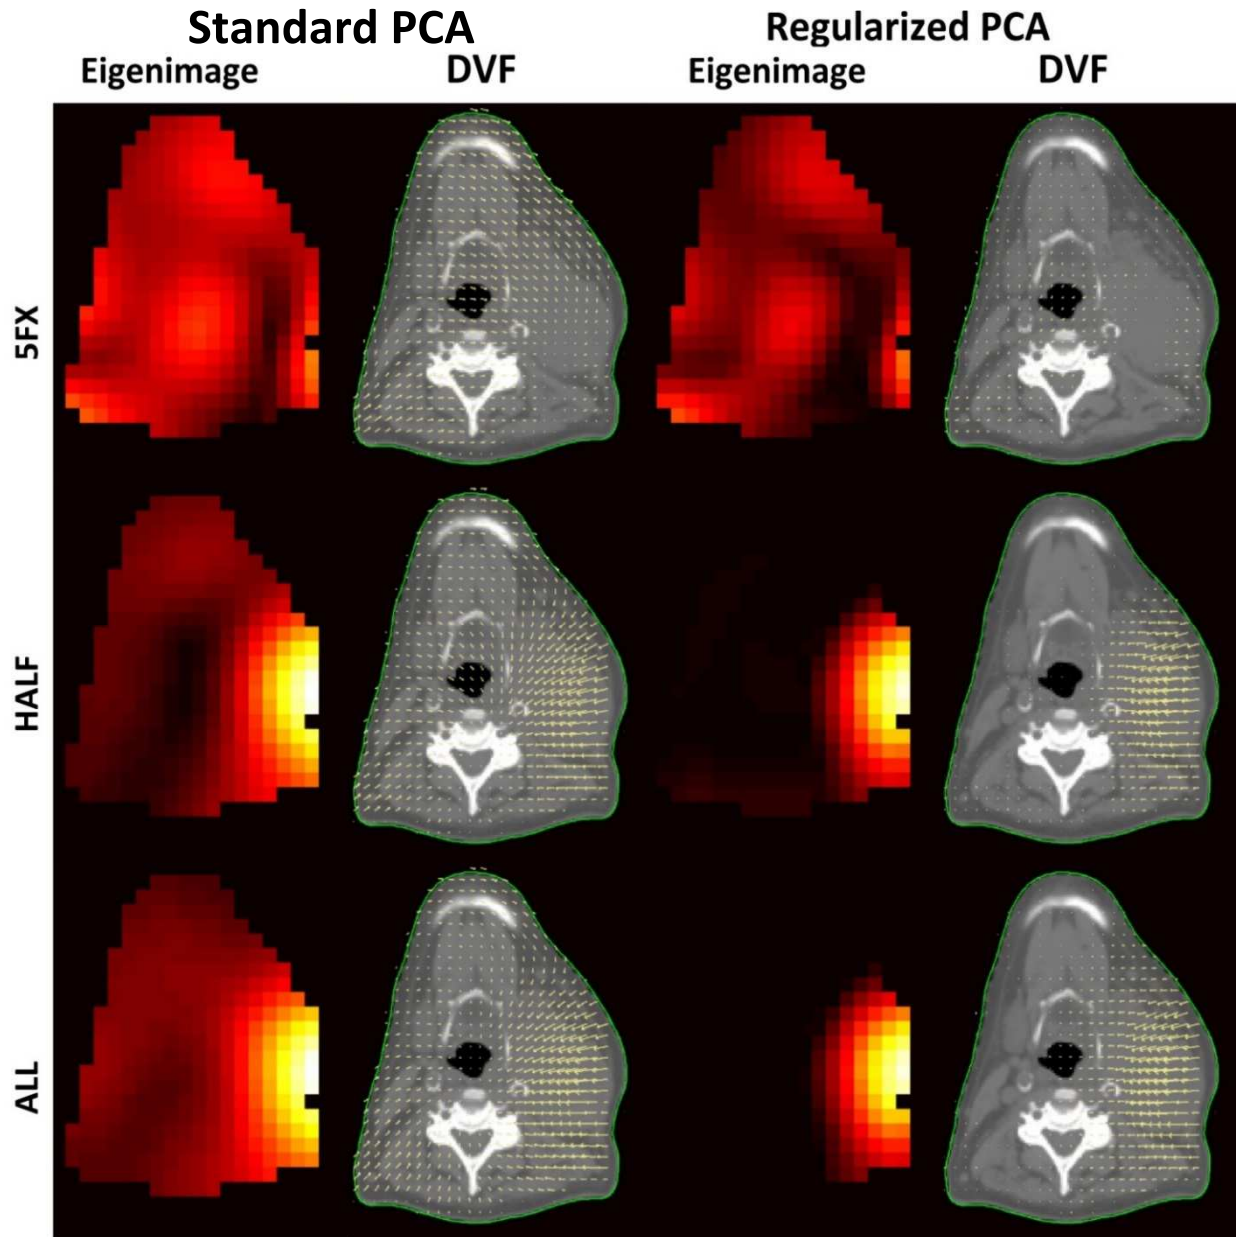 Standard PCA
Regularized PCA
Eigenimage
DVF
Eigenimage
DVF
5FX
HALF
ALL